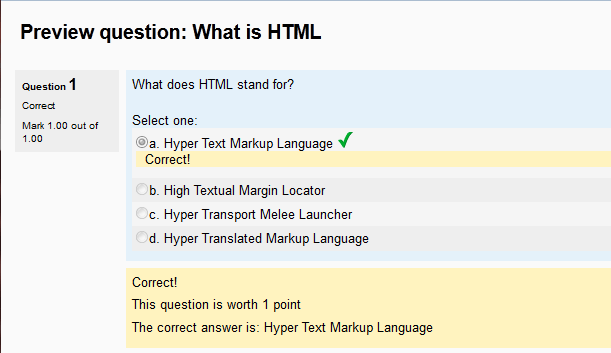 Preview question: What is HTML
Question 1
Correct
Mark 1.00 out of
1.00
What does HTML stand for?
Select one:
a. Hyper Text Markup Language
Correct!
b. High Textual Margin Locator
c. Hyper Transport Melee Launcher
d. Hyper Translated Markup Language
Correct!
This question is worth 1 point
The correct answer is: Hyper Text Markup Language